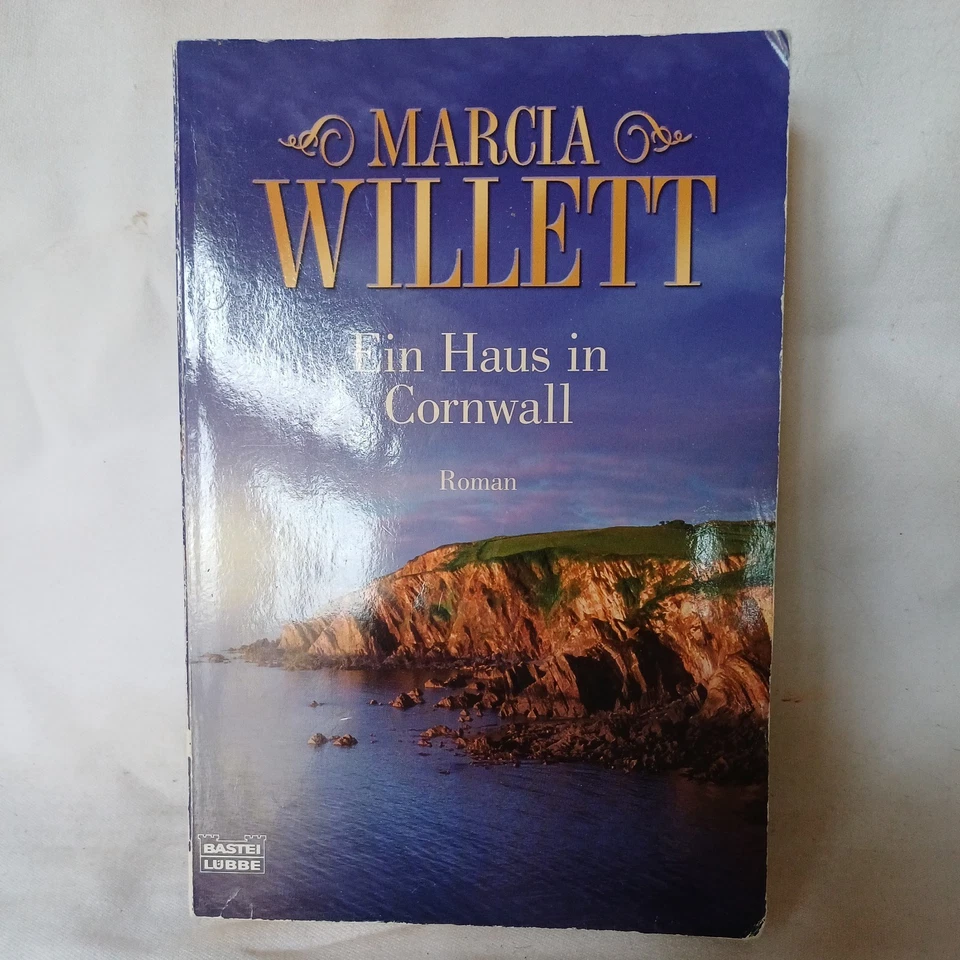 MARCIA
WILLETT
Ein Haus in
Cornwall
Roman
BASTEI
LÜBBE